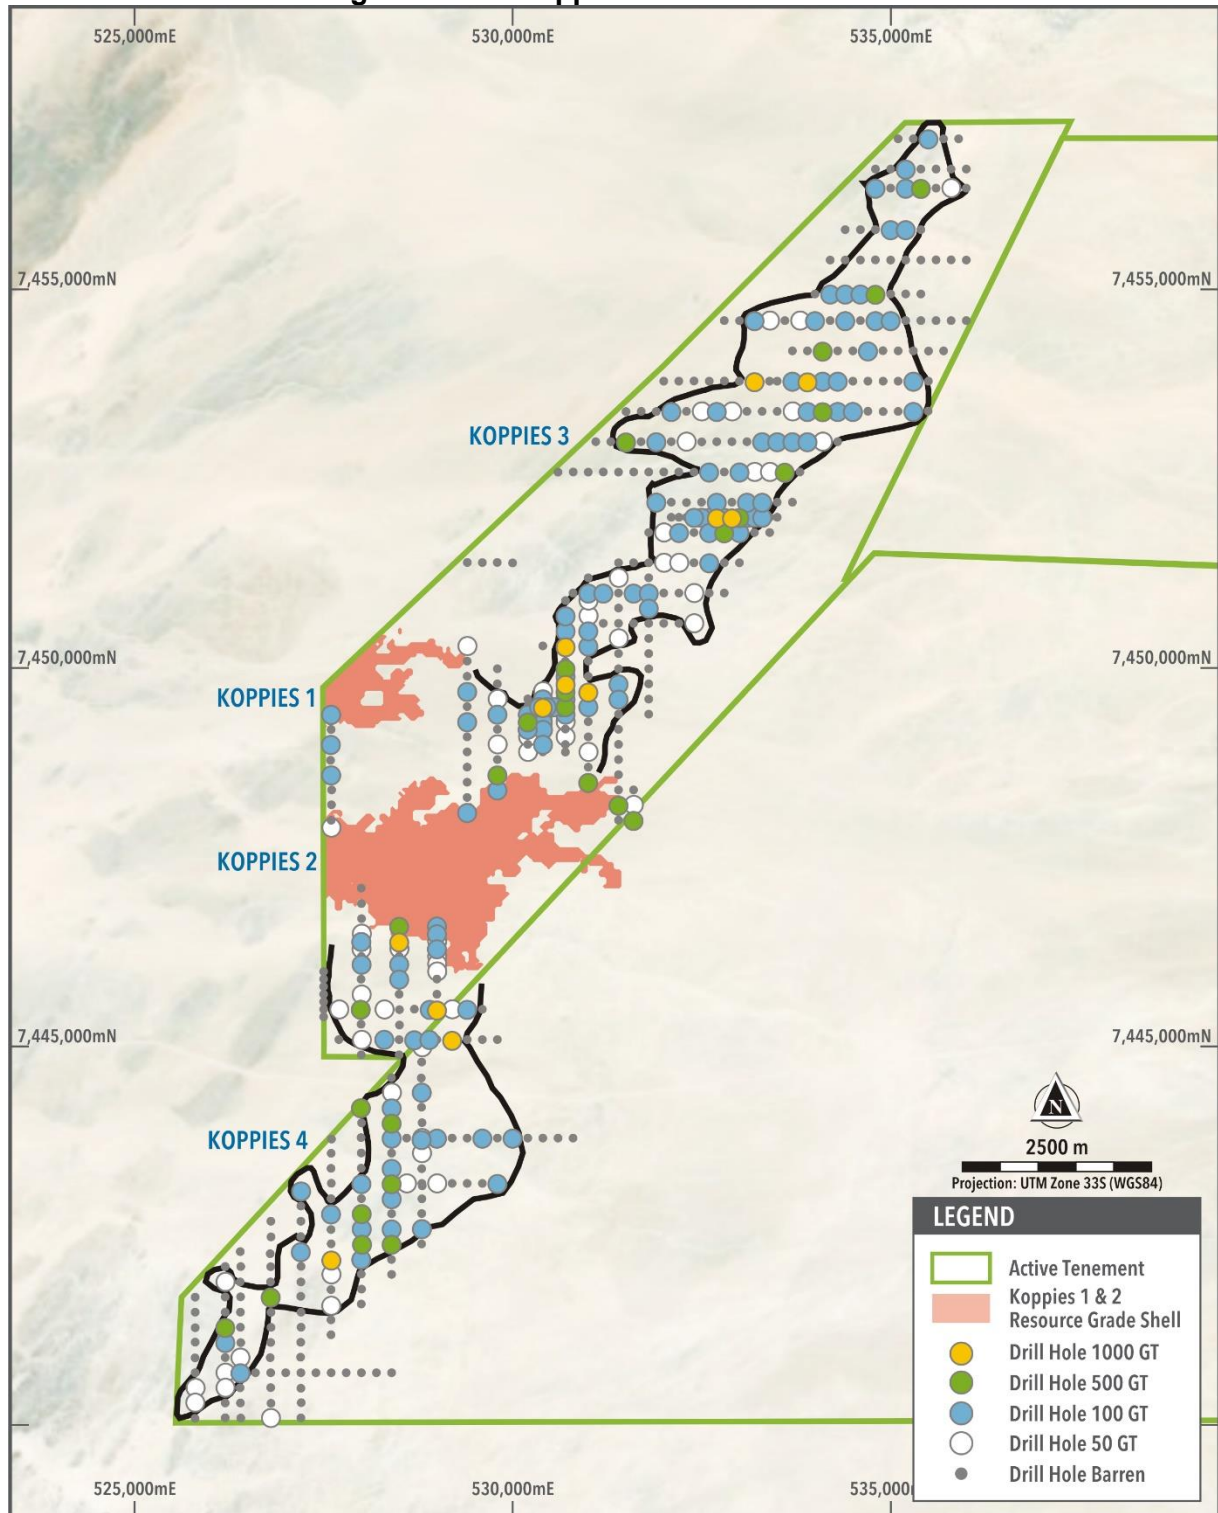 525,000mE 530,000mE 535,000mE
7,455,000mN 7,455,000mN
KOPPIES 3
7,450,000mN 7,450,000mN
KOPPIES 1
KOPPIES 2
7,445,000mN 7,445,000mN
KOPPIES 4
N
2500 m
Projection: UTM Zone 33S (WGS84)
LEGEND
Active Tenement
Koppies 1 & 2
Resource Grade Shell
Drill Hole 1000 GT
Drill Hole 500 GT
Drill Hole 100 GT
Drill Hole 50 GT
Drill Hole Barren
525,000mE 530,000mE